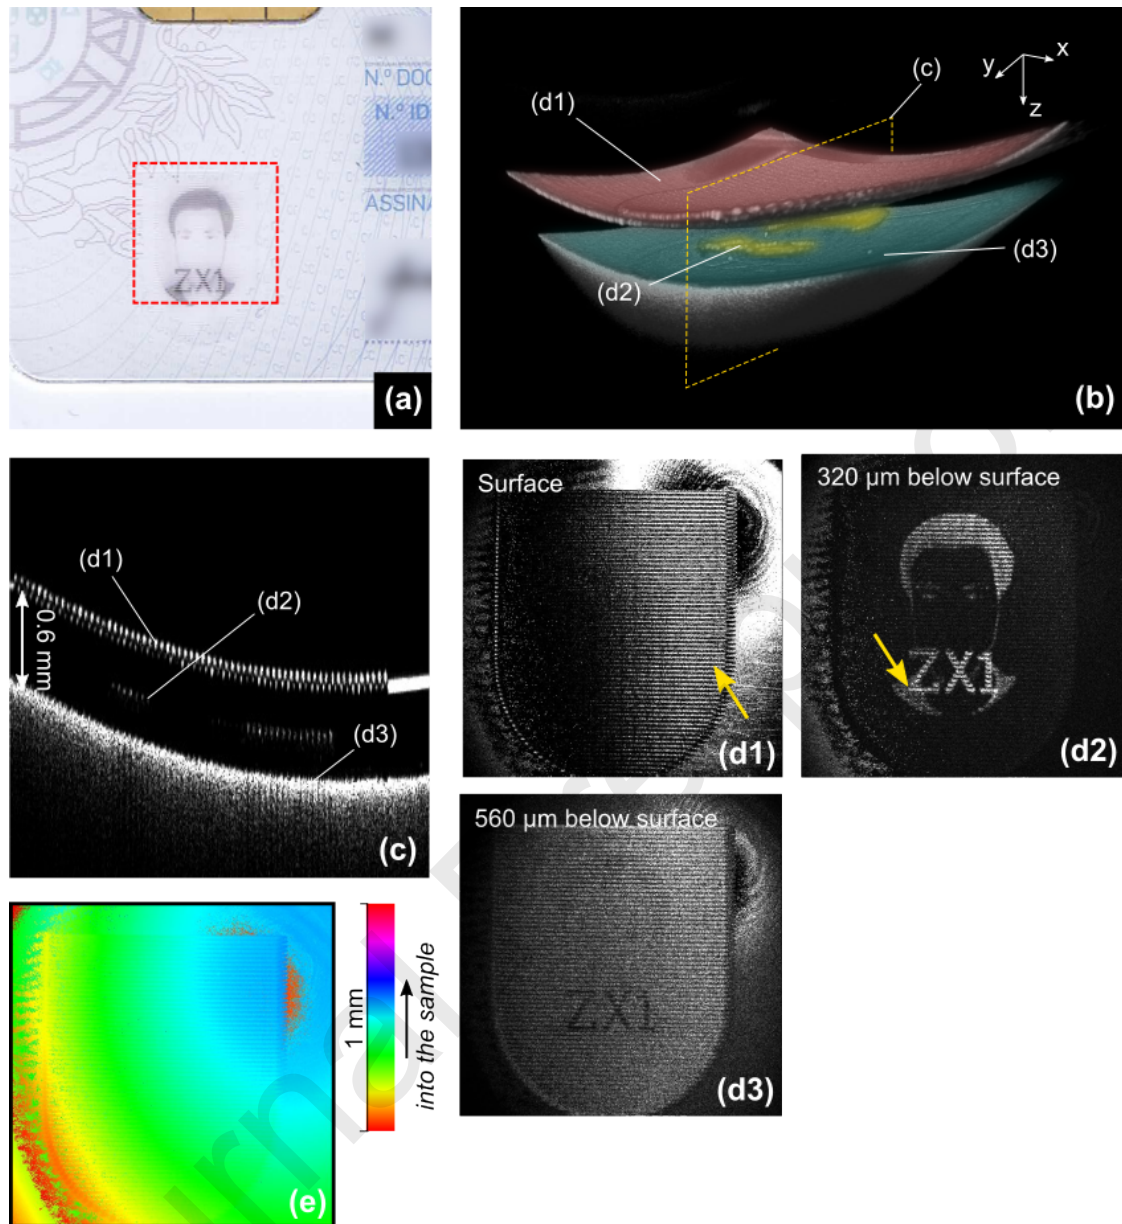 N.º DOC
N.º ID
ASSINA
ZX1
(a)
(d1)
(c)
x
y
z
(d2)
(d3)
(b)
(d1)
(d2)
0.6 mm
(d3)
(c)
Surface
(d1)
320 µm below surface
ZX1
(d2)
560 µm below surface
ZX1
(d3)
1 mm
into the sample
(e)